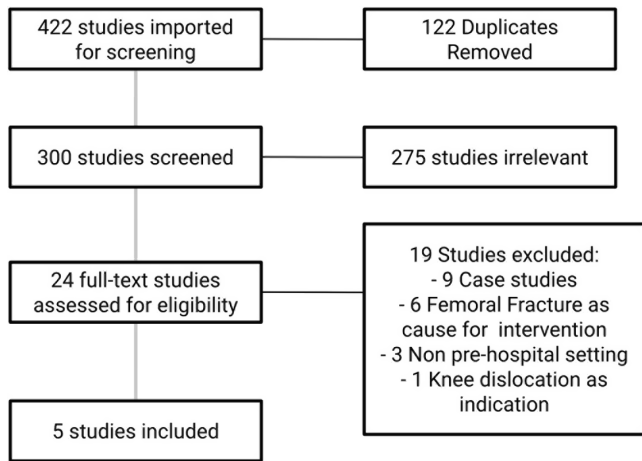 422 studies imported
for screening
122 Duplicates
Removed
300 studies screened
275 studies irrelevant
24 full-text studies
assessed for eligibility
19 Studies excluded:
- 9 Case studies
- 6 Femoral Fracture as
cause for intervention
- 3 Non pre-hospital setting
- 1 Knee dislocation as
indication
5 studies included